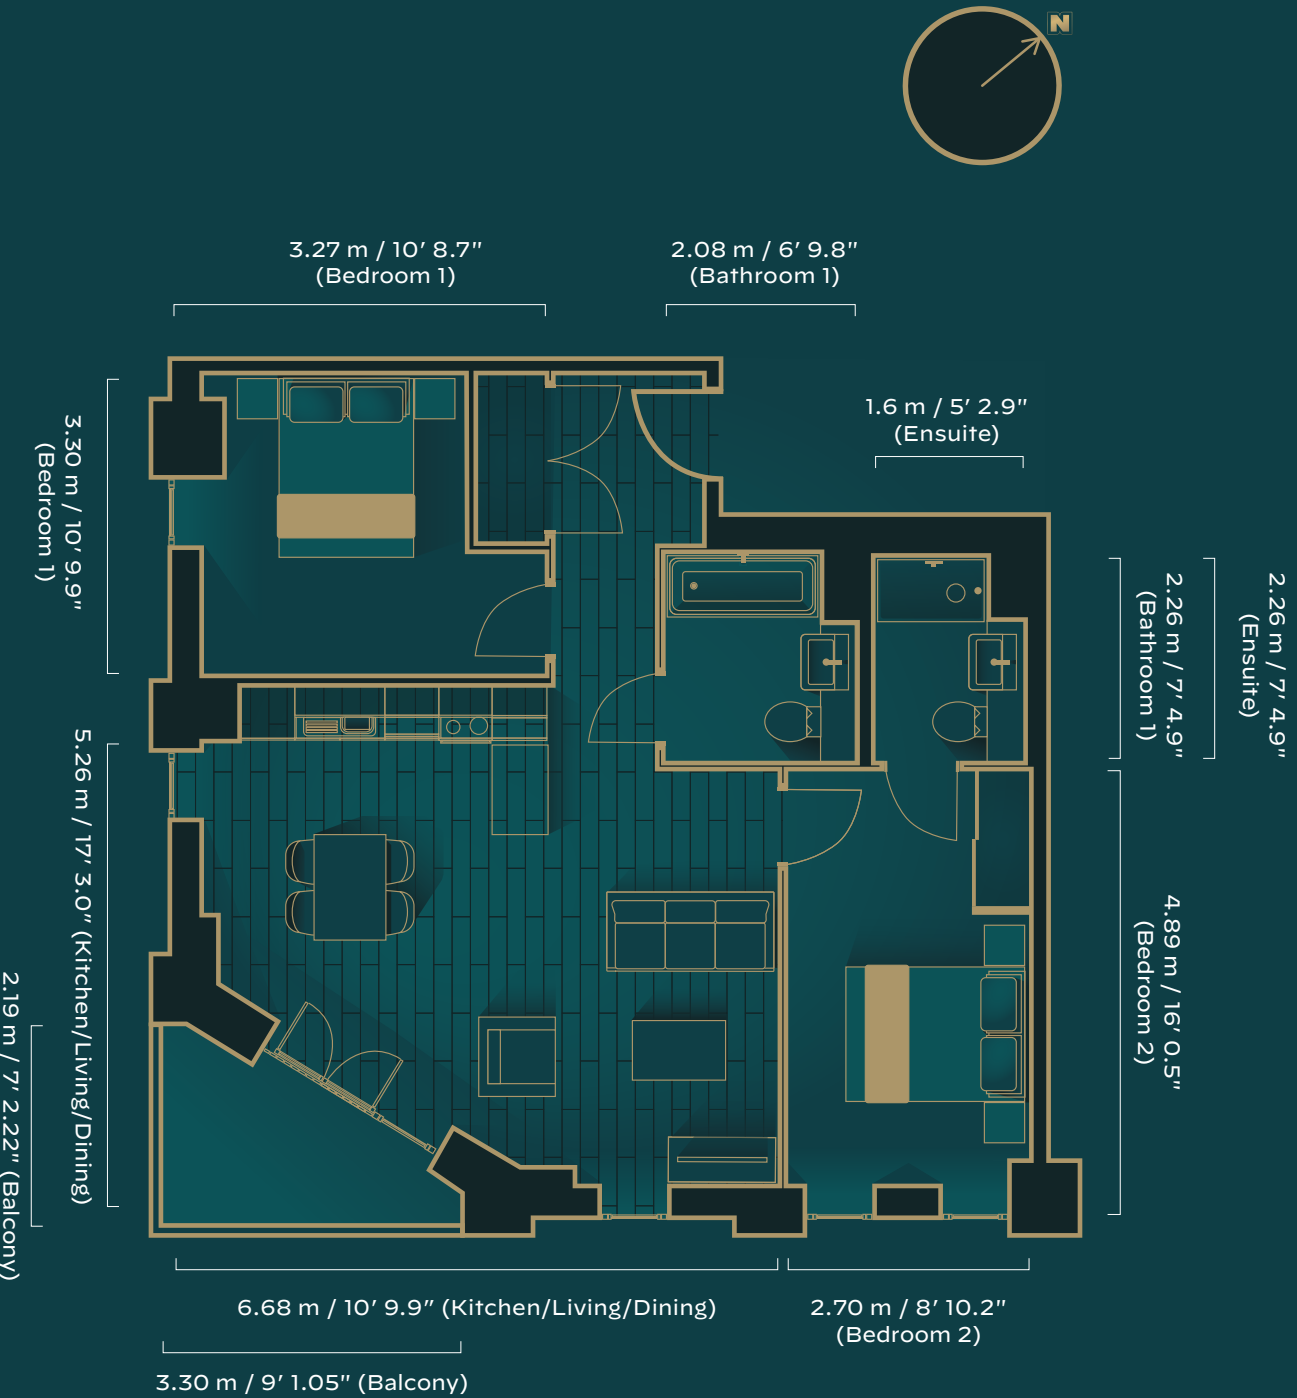 N
3.27 m / 10′ 8.7″
(Bedroom 1)
2.08 m / 6′ 9.8″
(Bathroom 1)
1.6 m / 5′ 2.9″
(Ensuite)
3.30 m / 10′ 9.9″
(Bedroom 1)
2.26 m / 7′ 4.9″
(Bathroom 1)
2.26 m / 7′ 4.9″
(Ensuite)
5.26 m / 17′ 3.0″ (Kitchen/Living/Dining)
4.89 m / 16′ 0.5″
(Bedroom 2)
2.19 m / 7′ 2.22″ (Balcony)
6.68 m / 10′ 9.9″ (Kitchen/Living/Dining)
2.70 m / 8′ 10.2″
(Bedroom 2)
3.30 m / 9′ 1.05″ (Balcony)